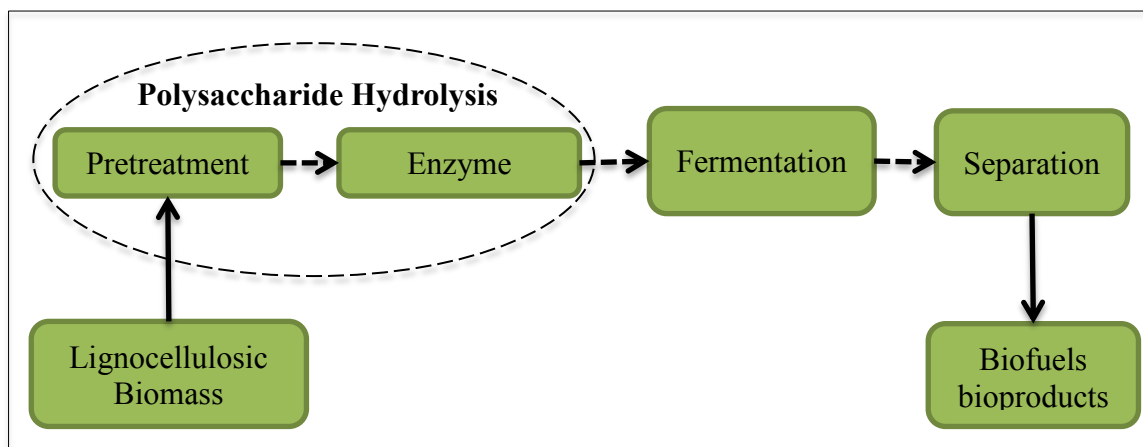 Polysaccharide Hydrolysis
Pretreatment
Enzyme
Fermentation
Separation
Lignocellulosic
Biomass
Biofuels
bioproducts